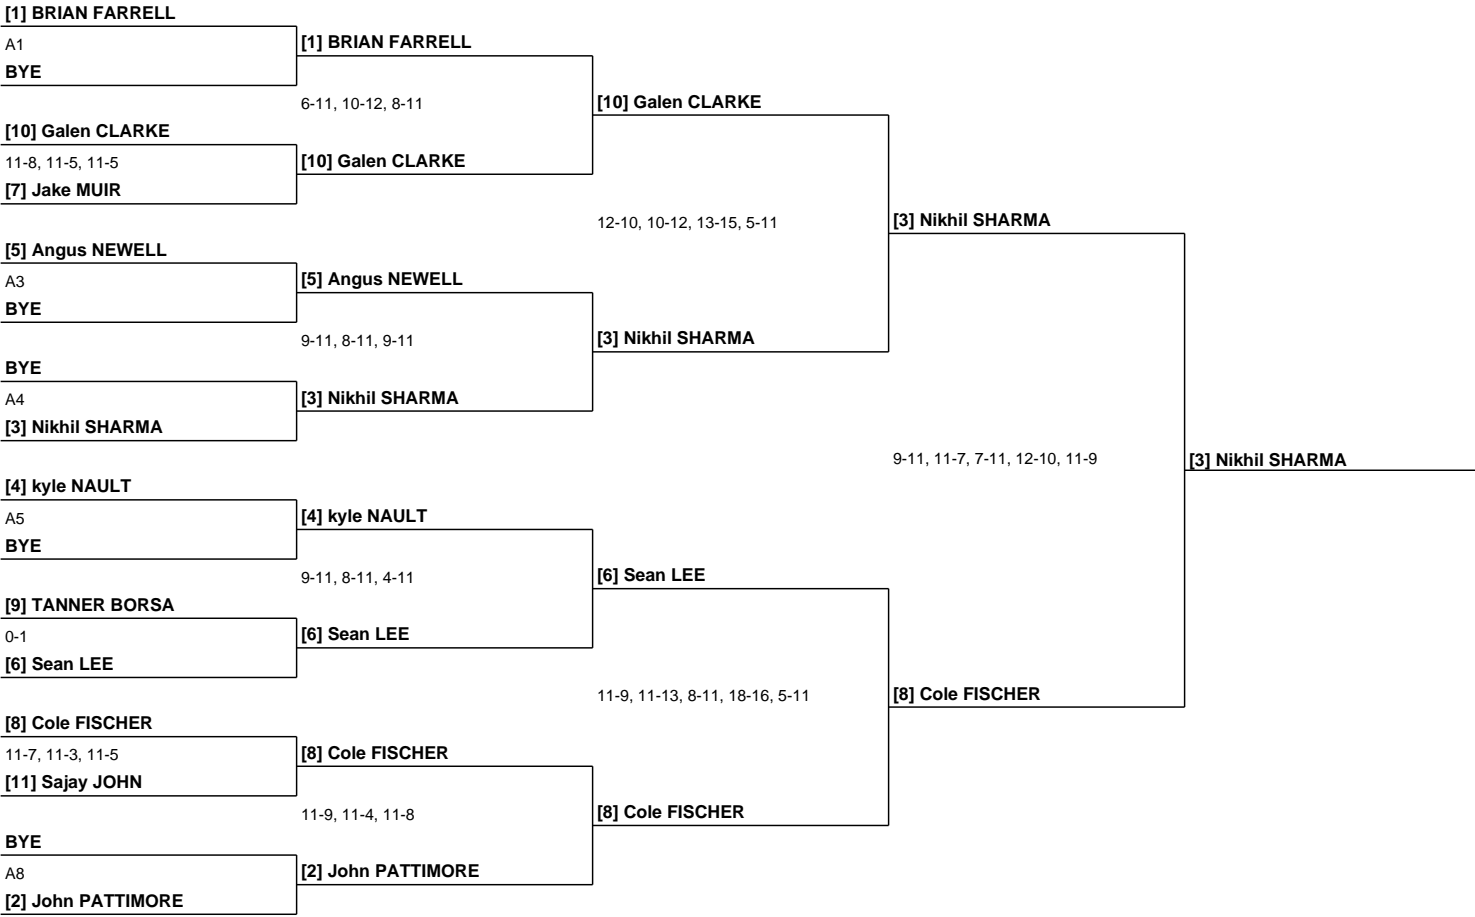 [1] BRIAN FARRELL
A1
BYE
[10] Galen CLARKE
11-8, 11-5, 11-5
[7] Jake MUIR
[5] Angus NEWELL
A3
BYE
BYE
A4
[3] Nikhil SHARMA
[4] kyle NAULT
A5
BYE
[9] TANNER BORSA
0-1
[6] Sean LEE
[8] Cole FISCHER
11-7, 11-3, 11-5
[11] Sajay JOHN
BYE
A8
[2] John PATTIMORE
[1] BRIAN FARRELL
6-11, 10-12, 8-11
[10] Galen CLARKE
[5] Angus NEWELL
9-11, 8-11, 9-11
[3] Nikhil SHARMA
[4] kyle NAULT
9-11, 8-11, 4-11
[6] Sean LEE
[8] Cole FISCHER
11-9, 11-4, 11-8
[2] John PATTIMORE
[10] Galen CLARKE
12-10, 10-12, 13-15, 5-11
[3] Nikhil SHARMA
[6] Sean LEE
11-9, 11-13, 8-11, 18-16, 5-11
[8] Cole FISCHER
[3] Nikhil SHARMA
9-11, 11-7, 7-11, 12-10, 11-9
[8] Cole FISCHER
[3] Nikhil SHARMA